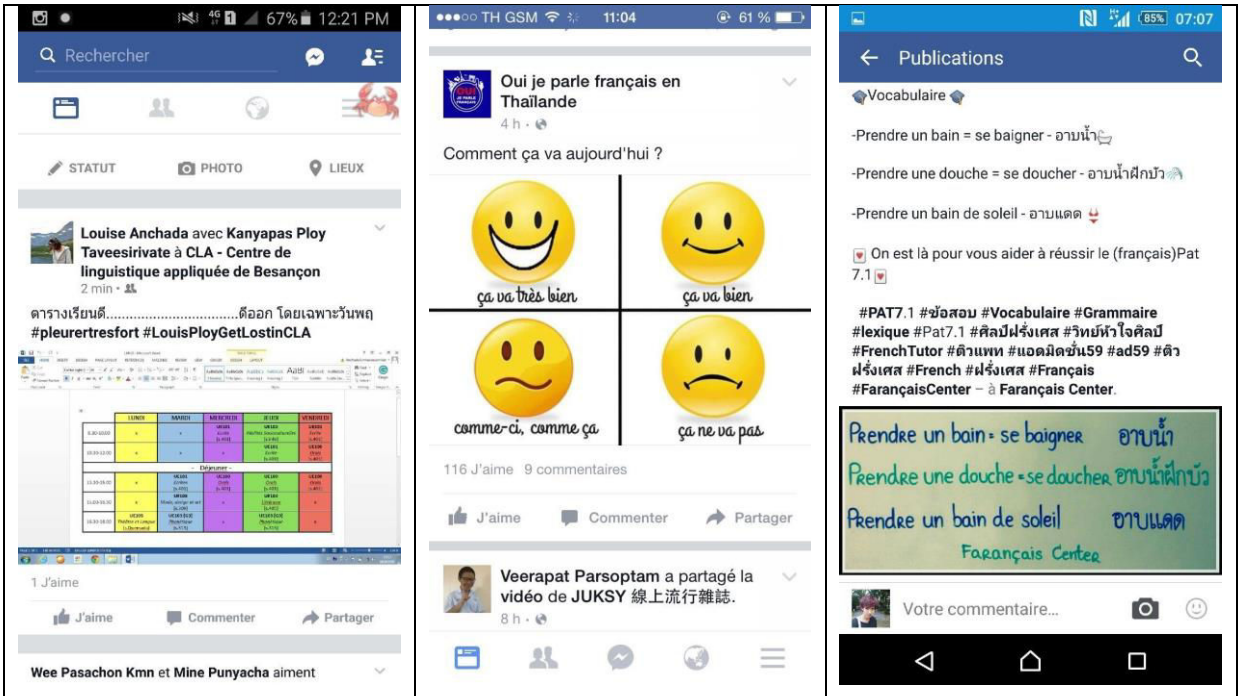 4G 67% 12:21 PM
Rechercher
STATUT PHOTO LIEUX
Louise Anchada avec Kanyapas Ploy
Taveesirivate à CLA - Centre de
linguistique appliquée de Besançon
2 min
ตารางเรียนดี.................................ดีออก โดยเฉพาะวันพฤ
#pleurertresfort #LouisPloyGetLostinCLA
LUNDI MARDI MERCREDI JEUDI VENDREDI
- Déjeuner -
1 J'aime
J'aime Commenter Partager
Wee Pasachon Kmn et Mine Punyacha aiment
TH GSM 11:04 61 %
OUI
JE PARLE
FRANÇAIS
Oui je parle français en
Thaïlande
4 h
Comment ça va aujourd'hui ?
ça va très bien ça va bien
comme-ci, comme ça ça ne va pas
116 J'aime 9 commentaires
J'aime Commenter Partager
Veerapat Parsoptam a partagé la
vidéo de JUKSY 線上流行雜誌.
8 h
85% 07:07
Publications
Vocabulaire
-Prendre un bain = se baigner - อาบน้ำ
-Prendre une douche = se doucher - อาบน้ำฝักบัว
-Prendre un bain de soleil - อาบแดด
On est là pour vous aider à réussir le (français)Pat
7.1
#PAT7.1 #ข้อสอบ #Vocabulaire #Grammaire
#lexique #Pat7.1 #ศิลป์ฝรั่งเศส #วิทย์หัวใจศิลป์
#FrenchTutor #ติวแพท #แอดมิดชั่น59 #ad59 #ติว
ฝรั่งเศส #French #ฝรั่งเศส #Français
#FarançaisCenter – à Farançais Center.
Prendre un bain = se baigner อาบน้ำ
Prendre une douche = se doucher อาบน้ำฝักบัว
Prendre un bain de soleil อาบแดด
Farançais Center
Votre commentaire...